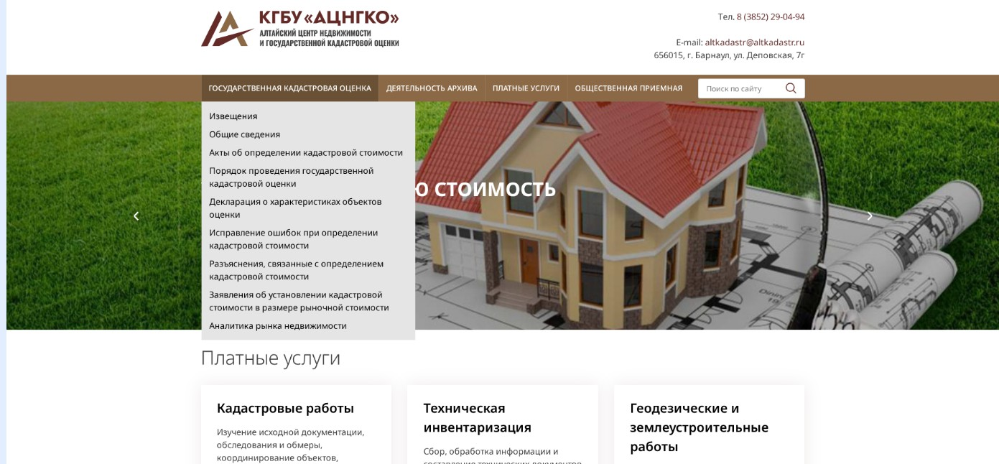 КГБУ «АЦНГКО»
АЛТАЙСКИЙ ЦЕНТР НЕДВИЖИМОСТИ
И ГОСУДАРСТВЕННОЙ КАДАСТРОВОЙ ОЦЕНКИ
Тел. 8 (3852) 29-04-94
E-mail: altkadastr@altkadastr.ru
656015, г. Барнаул, ул. Деповская, 7г
ГОСУДАРСТВЕННАЯ КАДАСТРОВАЯ ОЦЕНКА ДЕЯТЕЛЬНОСТЬ АРХИВА ПЛАТНЫЕ УСЛУГИ ОБЩЕСТВЕННАЯ ПРИЕМНАЯ Поиск по сайту
Извещения
Общие сведения
Акты об определении кадастровой стоимости
Порядок проведения государственной
кадастровой оценки
Декларация о характеристиках объектов
оценки
Исправление ошибок при определении
кадастровой стоимости
Разъяснения, связанные с определением
кадастровой стоимости
Заявления об установлении кадастровой
стоимости в размере рыночной стоимости
Аналитика рынка недвижимости
СТОИМОСТЬ
Dining
Платные услуги
Кадастровые работы
Изучение исходной документации,
обследования и обмеры,
координирование объектов,
Техническая
инвентаризация
Сбор, обработка информации и
составление технических документов
Геодезические и
землеустроительные
работы